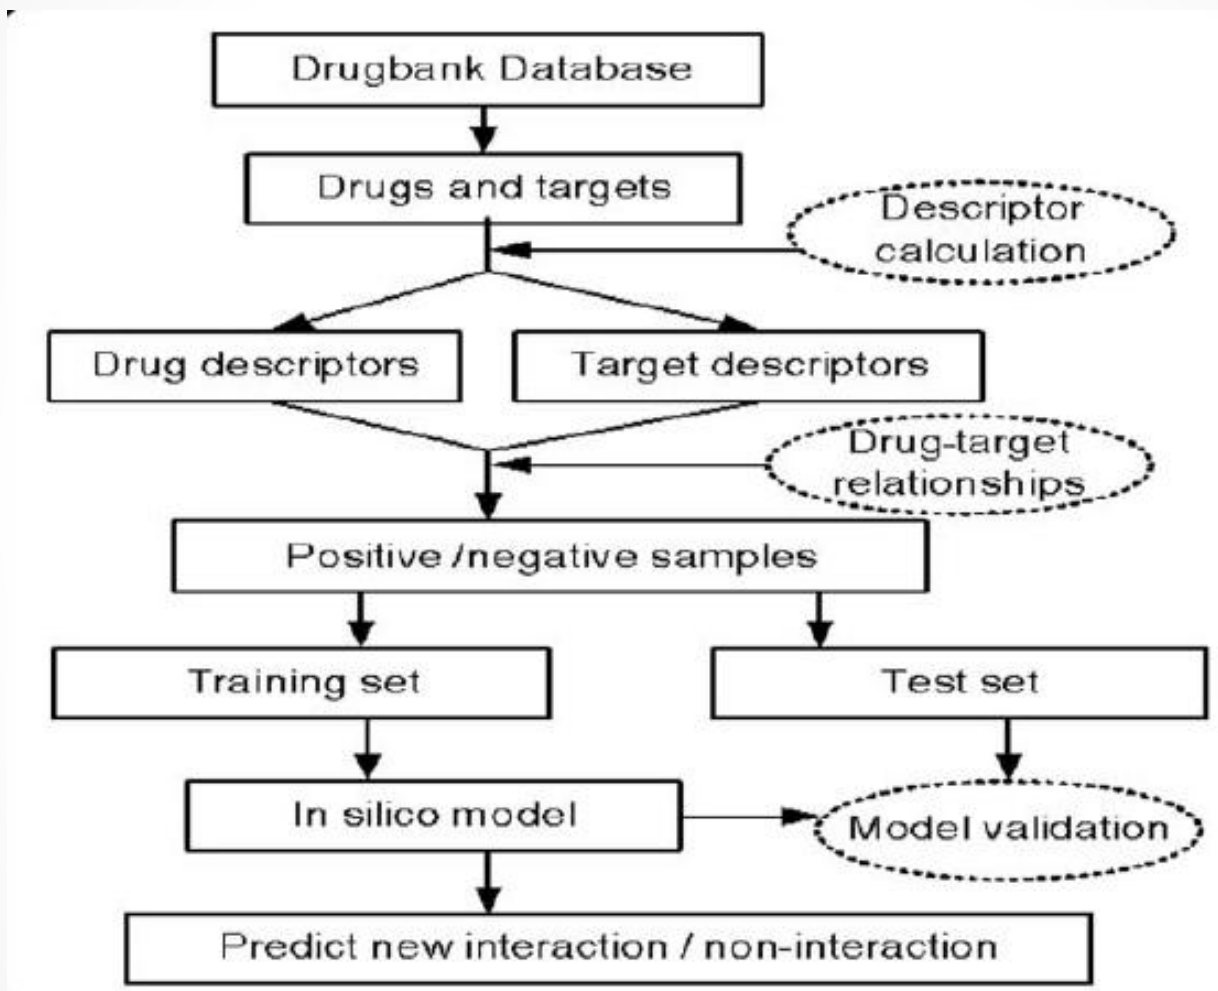 Drugbank Database
Drugs and targets
Descriptor
calculation
Drug descriptors
Target descriptors
Drug-target
relationships
Positive /negative samples
Training set
Test set
In silico model
Model validation
Predict new interaction / non-interaction